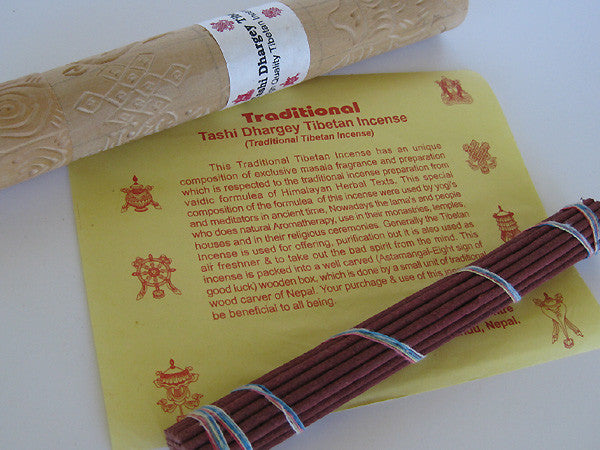 Tashi Dhargey
Quality Tibetan
Traditional
Tashi Dhargey Tibetan Incense
(Traditional Tibetan Incense)
This Traditional Tibetan Incense has an unique
composition of exclusive masala fragrance and preparation
which is respected to the traditional incense preparation from
vaidic formulea of Himalayan Herbal Texts. This special
composition of the formulea of this incense were used by yogi's
and meditators in ancient time. Nowadays the lama's and people
who does natural Aromatherapy, use in their monasteries, temples
houses and in their religious ceremonies. Generally the Tibetan
Incense is used for offering, purification but it is also used as
air freshner & to take out the bad spirit from the mind. This
incense is packed into a well carved (Astamangal-Eight sign of
good luck) wooden box, which is done by a small unit of traditional
wood carver of Nepal. Your purchage & use of this
be beneficial to all being.
Nepal.